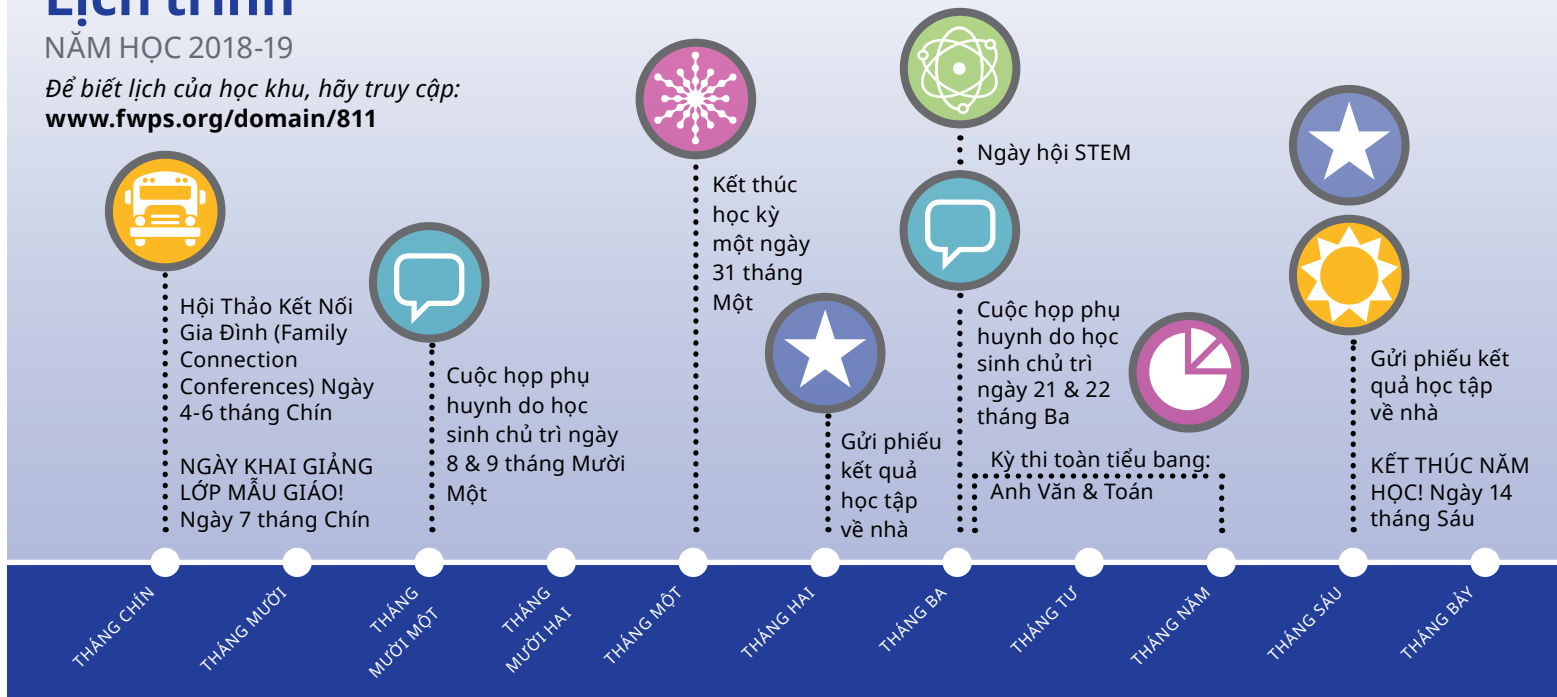 Lịch trình
NĂM HỌC 2018-19
Để biết lịch của học khu, hãy truy cập:
www.fwps.org/domain/811
Hội Thảo Kết Nối
Gia Đình (Family
Connection
Conferences) Ngày
4-6 tháng Chín
NGÀY KHAI GIẢNG
LỚP MẪU GIÁO!
Ngày 7 tháng Chín
Cuộc họp phụ
huynh do học
sinh chủ trì ngày
8 & 9 tháng Mười
Một
Kết thúc
học kỳ
một ngày
31 tháng
Một
Gửi phiếu
kết quả
học tập
về nhà
Ngày hội STEM
Cuộc họp phụ
huynh do học
sinh chủ trì
ngày 21 & 22
tháng Ba
Kỳ thi toàn tiểu bang:
Anh Văn & Toán
Gửi phiếu kết
quả học tập
về nhà
KẾT THÚC NĂM
HỌC! Ngày 14
tháng Sáu
THÁNG CHÍN
THÁNG MƯỜI
THÁNG
MƯỜI MỘT
THÁNG
MƯỜI HAI
THÁNG MỘT
THÁNG HAI
THÁNG BA
THÁNG TƯ
THÁNG NĂM
THÁNG SÁU
THÁNG BẢY